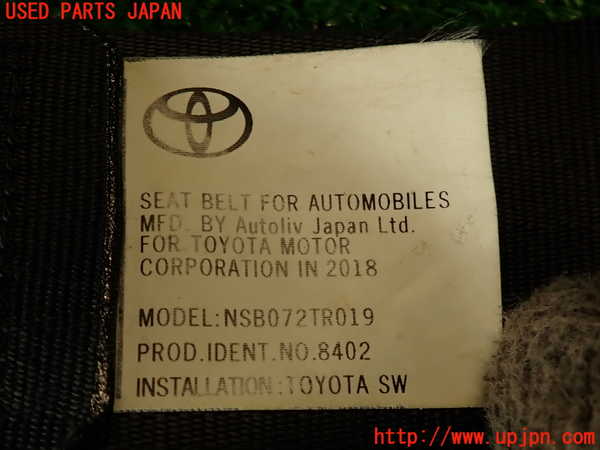 USED PARTS JAPAN
SEAT BELT FOR AUTOMOBILES
MFD. BY Autoliv Japan Ltd.
FOR TOYOTA MOTOR
CORPORATION IN 2018
MODEL:NSB072TR019
PROD.IDENT.NO.8402
INSTALLATION:TOYOTA SW
http://www.upjpn.com/